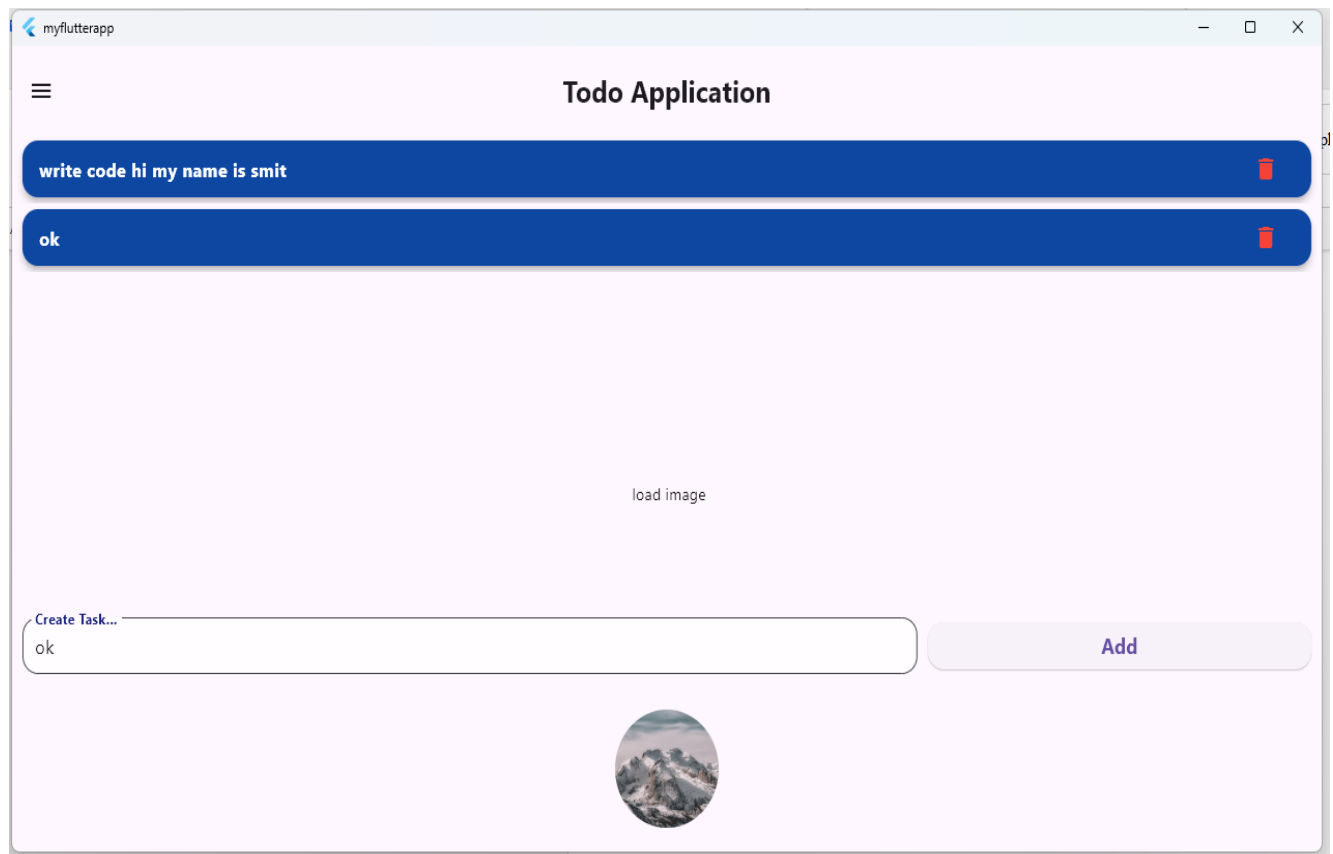 myflutterapp
Todo Application
write code hi my name is smit
ok
load image
Create Task...
ok
Add